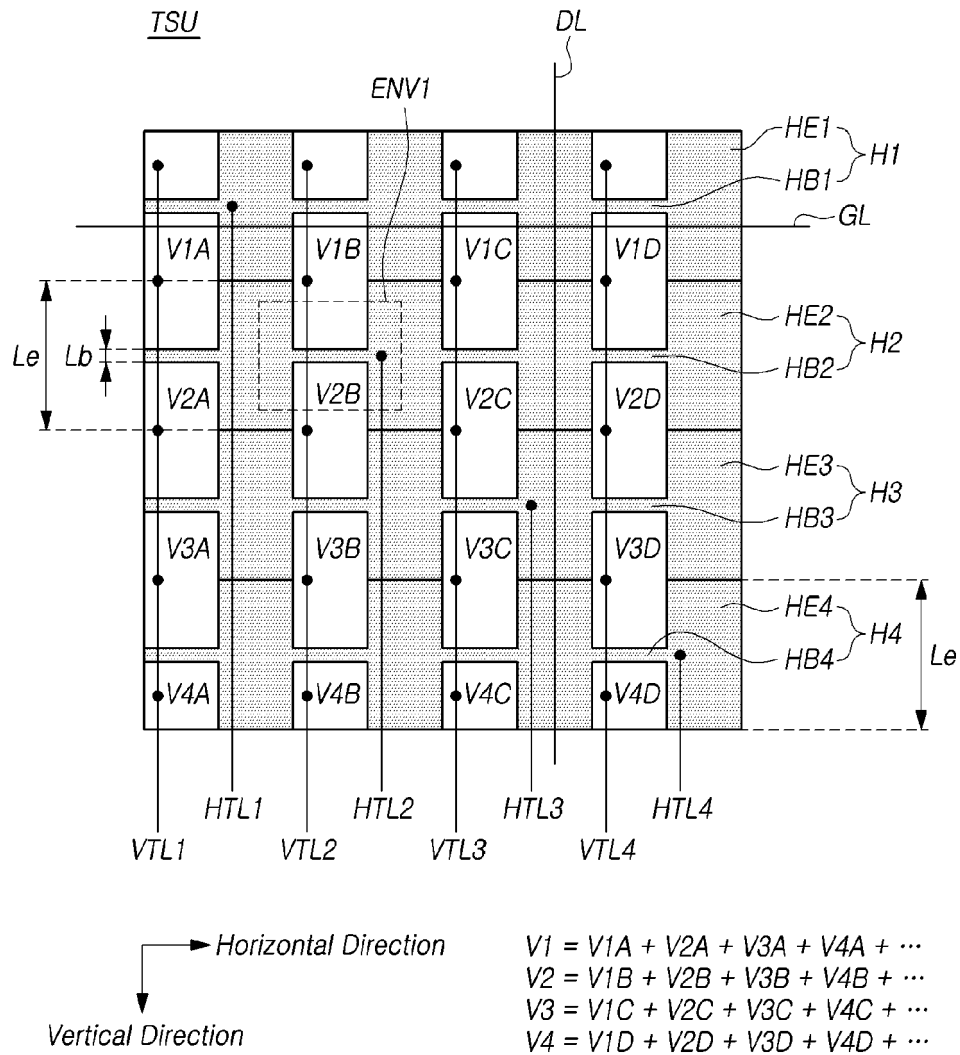 TSU
DL
ENV1
HE1
H1
HB1
GL
V1A V1B V1C V1D
HE2
H2
Le Lb
HB2
V2A V2B V2C V2D
HE3
H3
HB3
V3A V3B V3C V3D
HE4
H4
HB4
Le
V4A V4B V4C V4D
HTL1 HTL2 HTL3 HTL4
VTL1 VTL2 VTL3 VTL4
Horizontal Direction
Vertical Direction
V1 = V1A + V2A + V3A + V4A + ···
V2 = V1B + V2B + V3B + V4B + ···
V3 = V1C + V2C + V3C + V4C + ···
V4 = V1D + V2D + V3D + V4D + ···